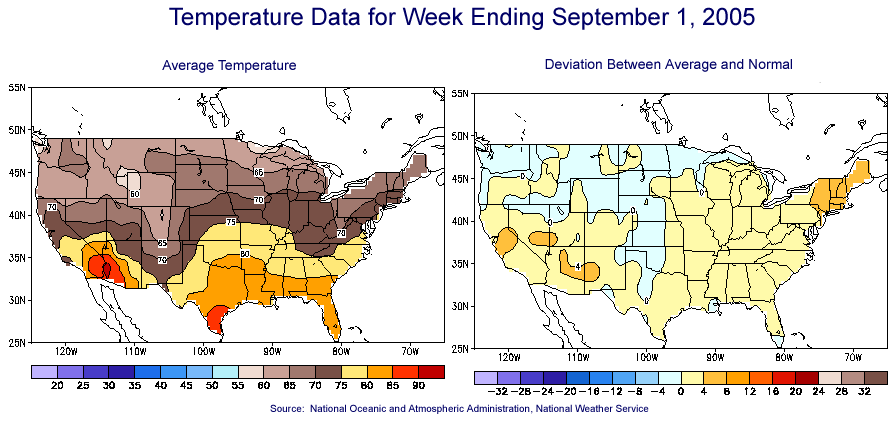 Temperature Data for Week Ending September 1, 2005
Average Temperature
Deviation Between Average and Normal
55N
50N
45N
40N
35N
30N
25N
120W 110W 100W 90W 80W 70W
65
60
70
70
75
70
65
70
80
20 25 30 35 40 45 50 55 60 65 70 75 80 85 90
55N
50N
45N
40N
35N
30N
25N
120W 110W 100W 90W 80W 70W
0
0
0
0
4
0
-32 -28 -24 -20 -16 -12 -8 -4 0 4 8 12 16 20 24 28 32
Source: National Oceanic and Atmospheric Administration, National Weather Service